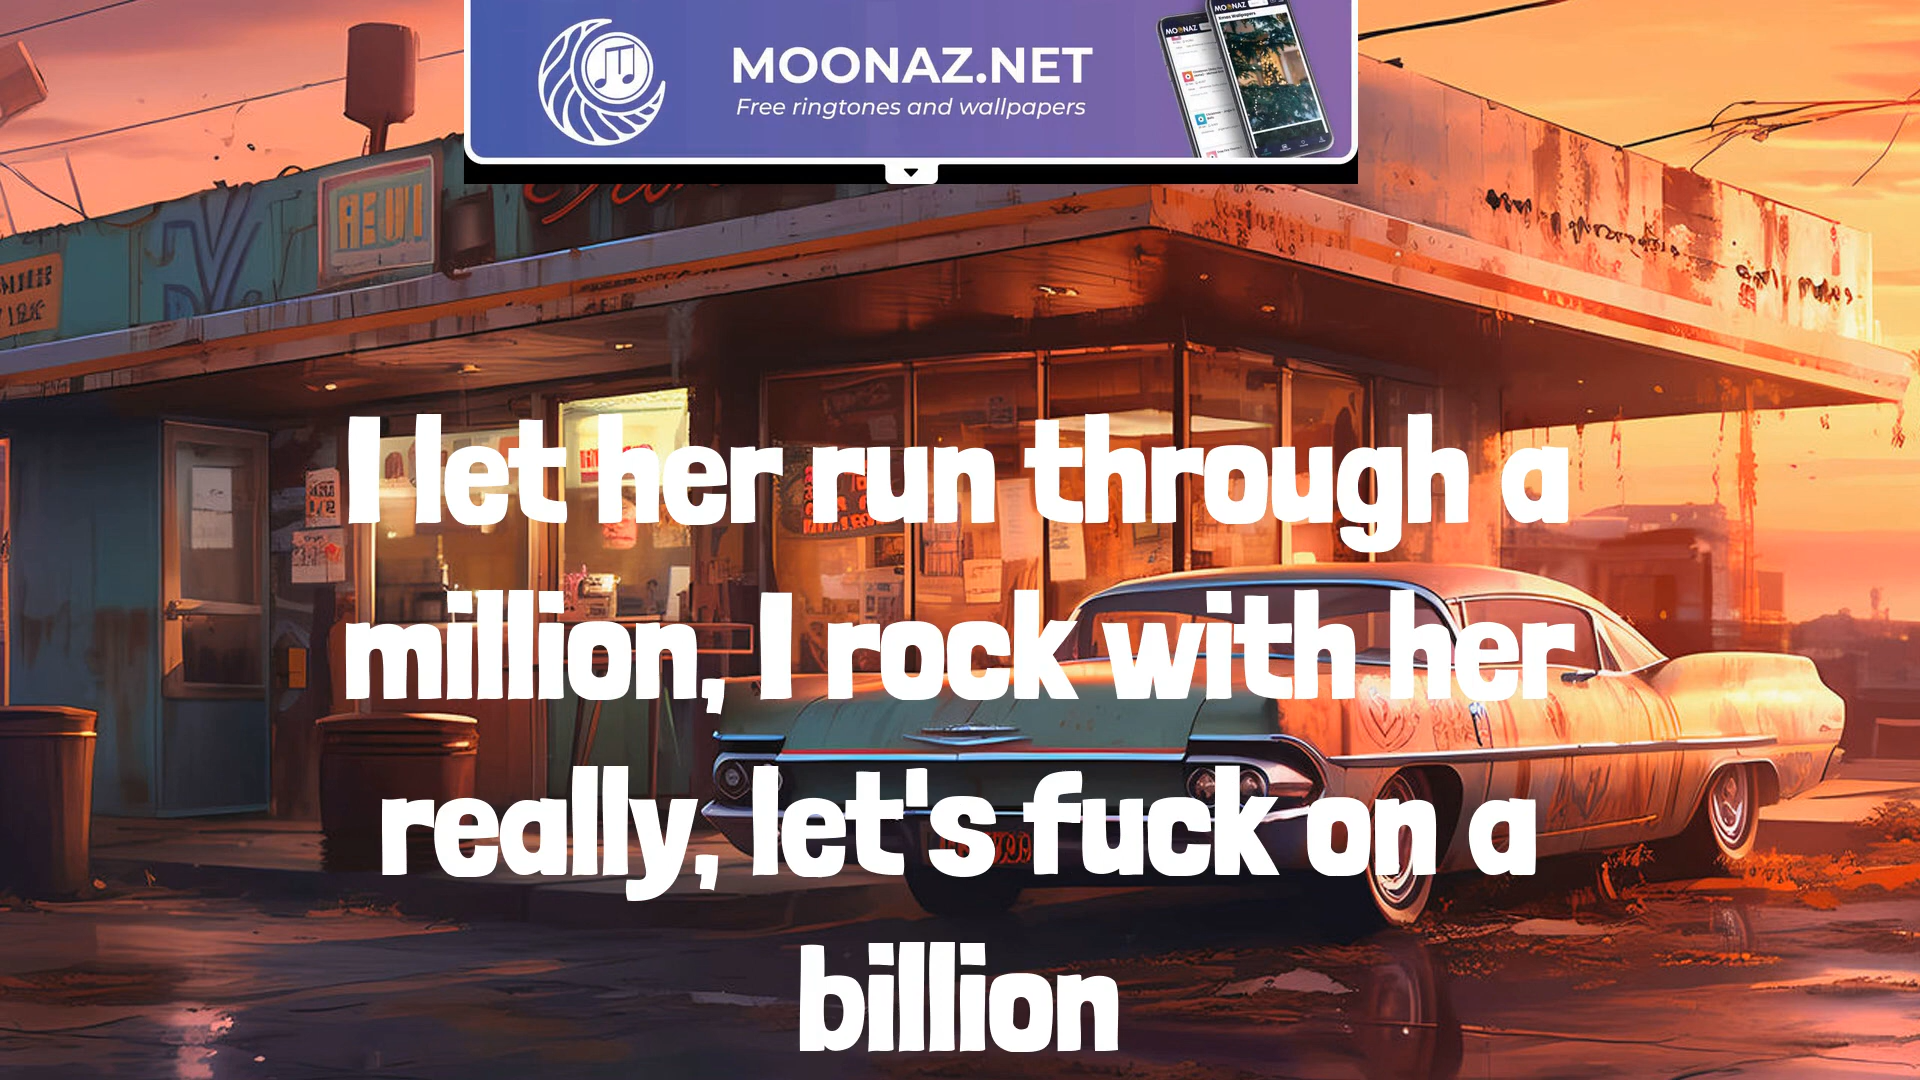 MOONAZ.NET
Free ringtones and wallpapers
I let her run through a
million, I rock with her
really, let's fuck on a
billion